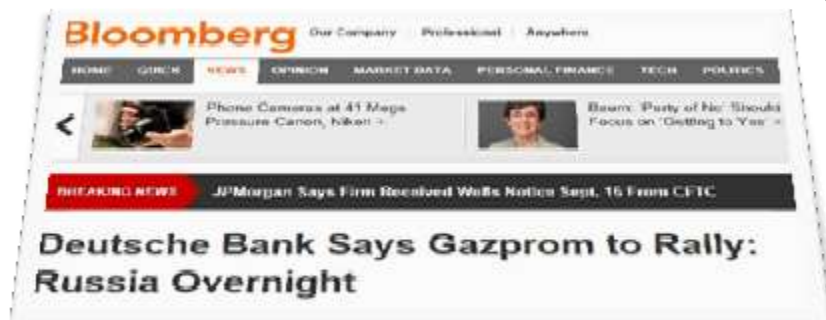 Bloomberg Our Company Professional Anywhere
HOME QUICK NEWS OPINION MARKET DATA PERSONAL FINANCE TECH POLITICS
Phone Cameras at 41 Mega
Pressure Canon, Nikon »
Beam: 'Party of No' Should
Focus on 'Getting to Yes' »
BREAKING NEWS JPMorgan Says Firm Received Wells Notice Sept. 16 From CFTC
Deutsche Bank Says Gazprom to Rally:
Russia Overnight